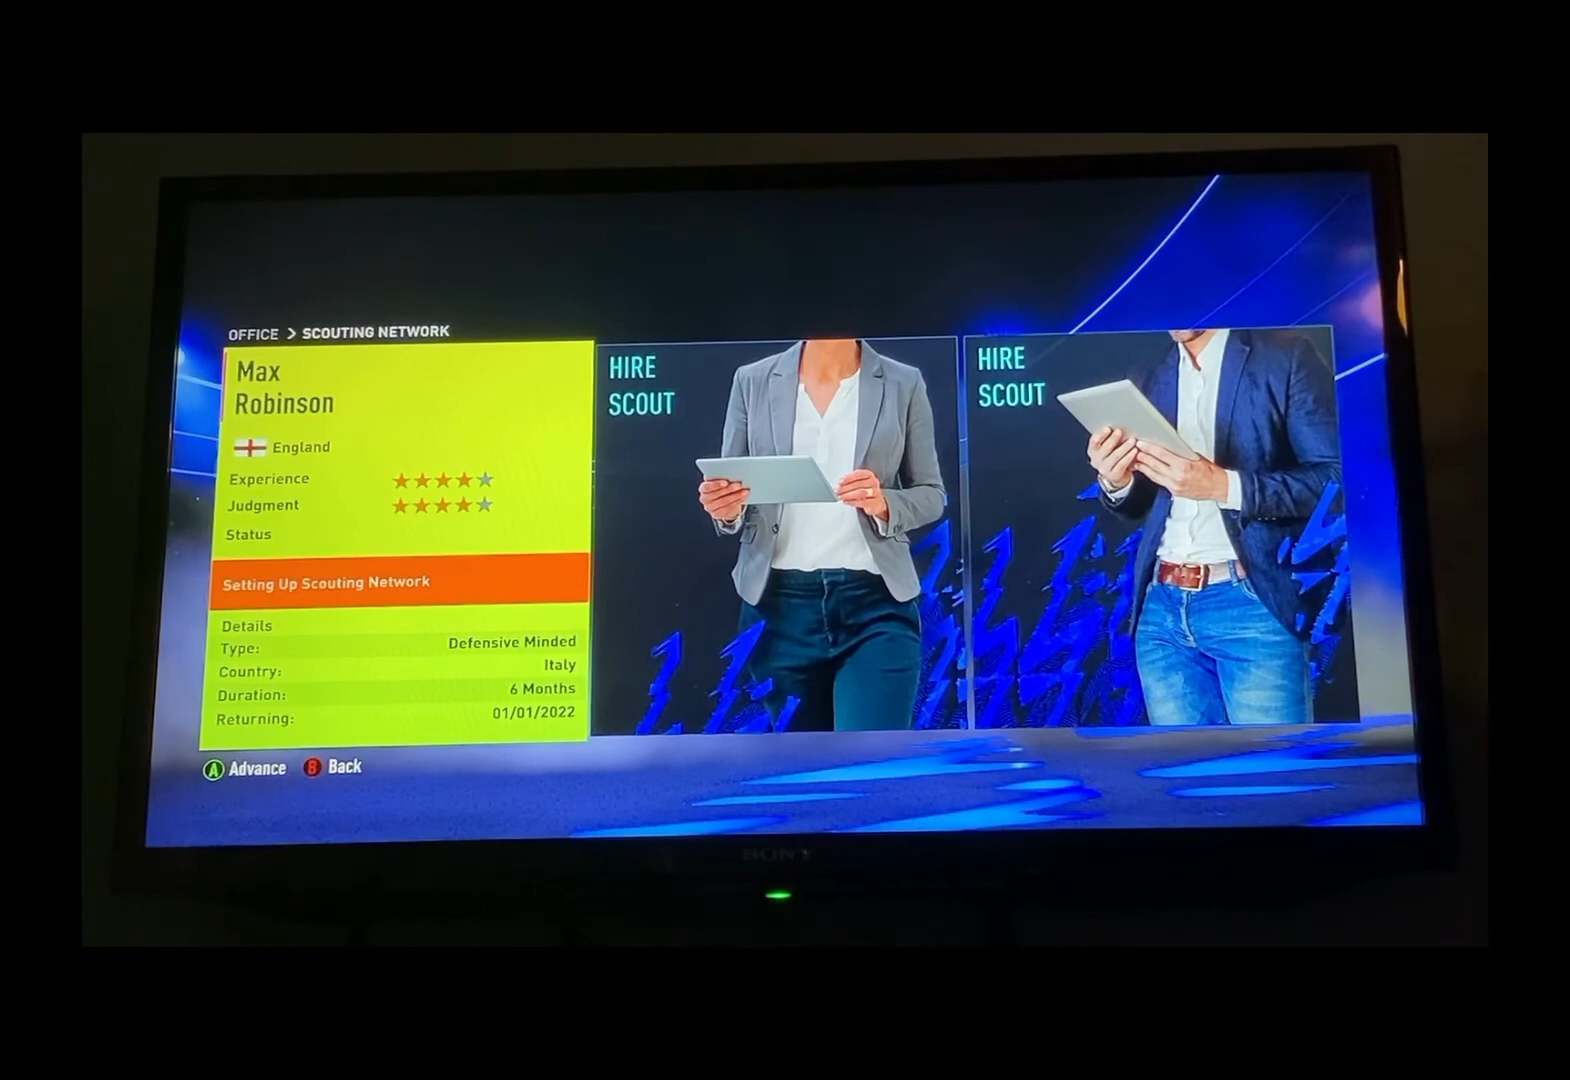 OFFICE > SCOUTING NETWORK
Max
Robinson
England
Experience
Judgment
Status
Setting Up Scouting Network
Details
Type: Defensive Minded
Country: Italy
Duration: 6 Months
Returning: 01/01/2022
HIRE
SCOUT
HIRE
SCOUT
A Advance B Back
SONY